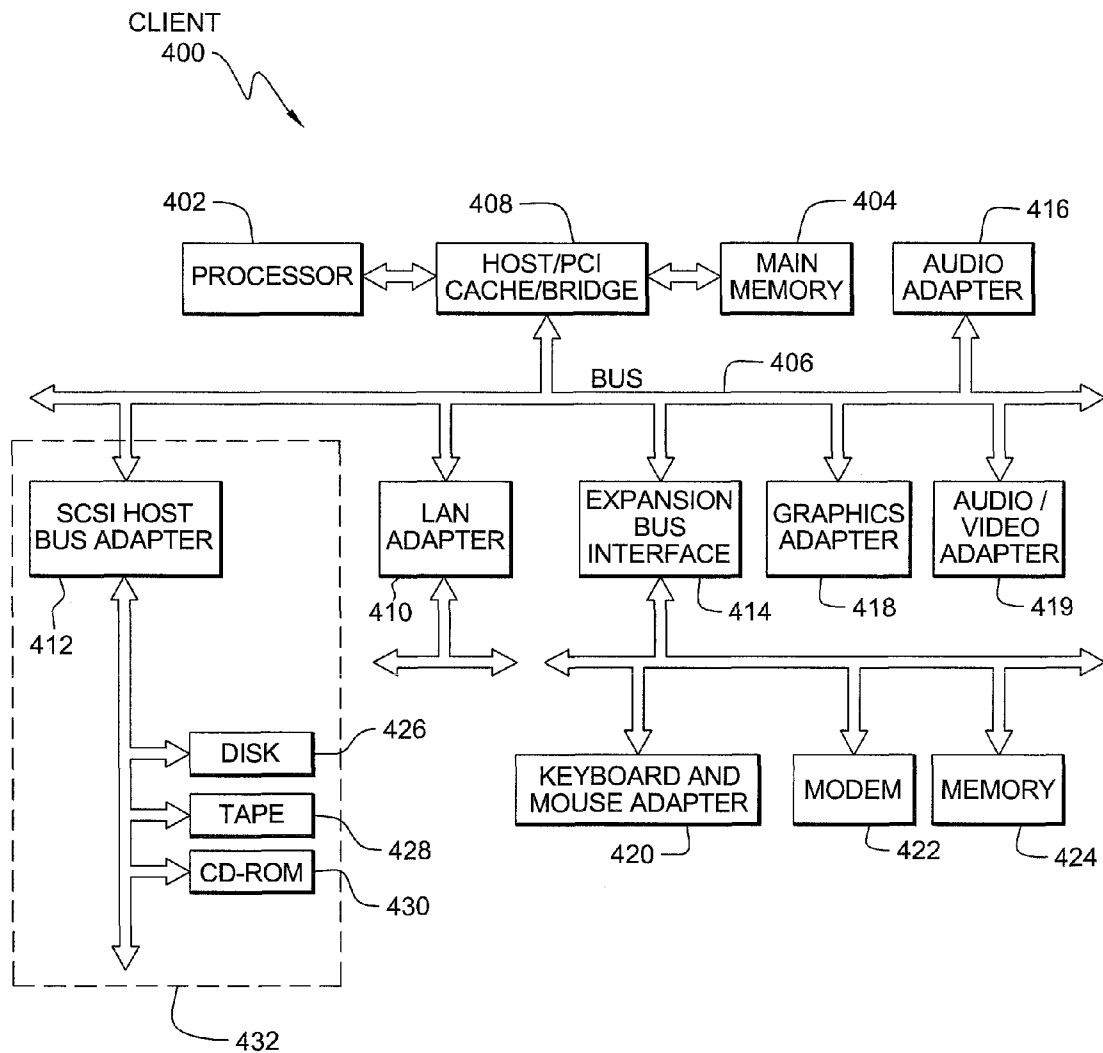 CLIENT
400
402
408
404
416
PROCESSOR
HOST/PCI
CACHE/BRIDGE
MAIN
MEMORY
AUDIO
ADAPTER
BUS
406
SCSI HOST
BUS ADAPTER
LAN
ADAPTER
EXPANSION
BUS
INTERFACE
GRAPHICS
ADAPTER
AUDIO /
VIDEO
ADAPTER
412
410
414
418
419
DISK
426
TAPE
428
CD-ROM
430
KEYBOARD AND
MOUSE ADAPTER
MODEM
MEMORY
420
422
424
432